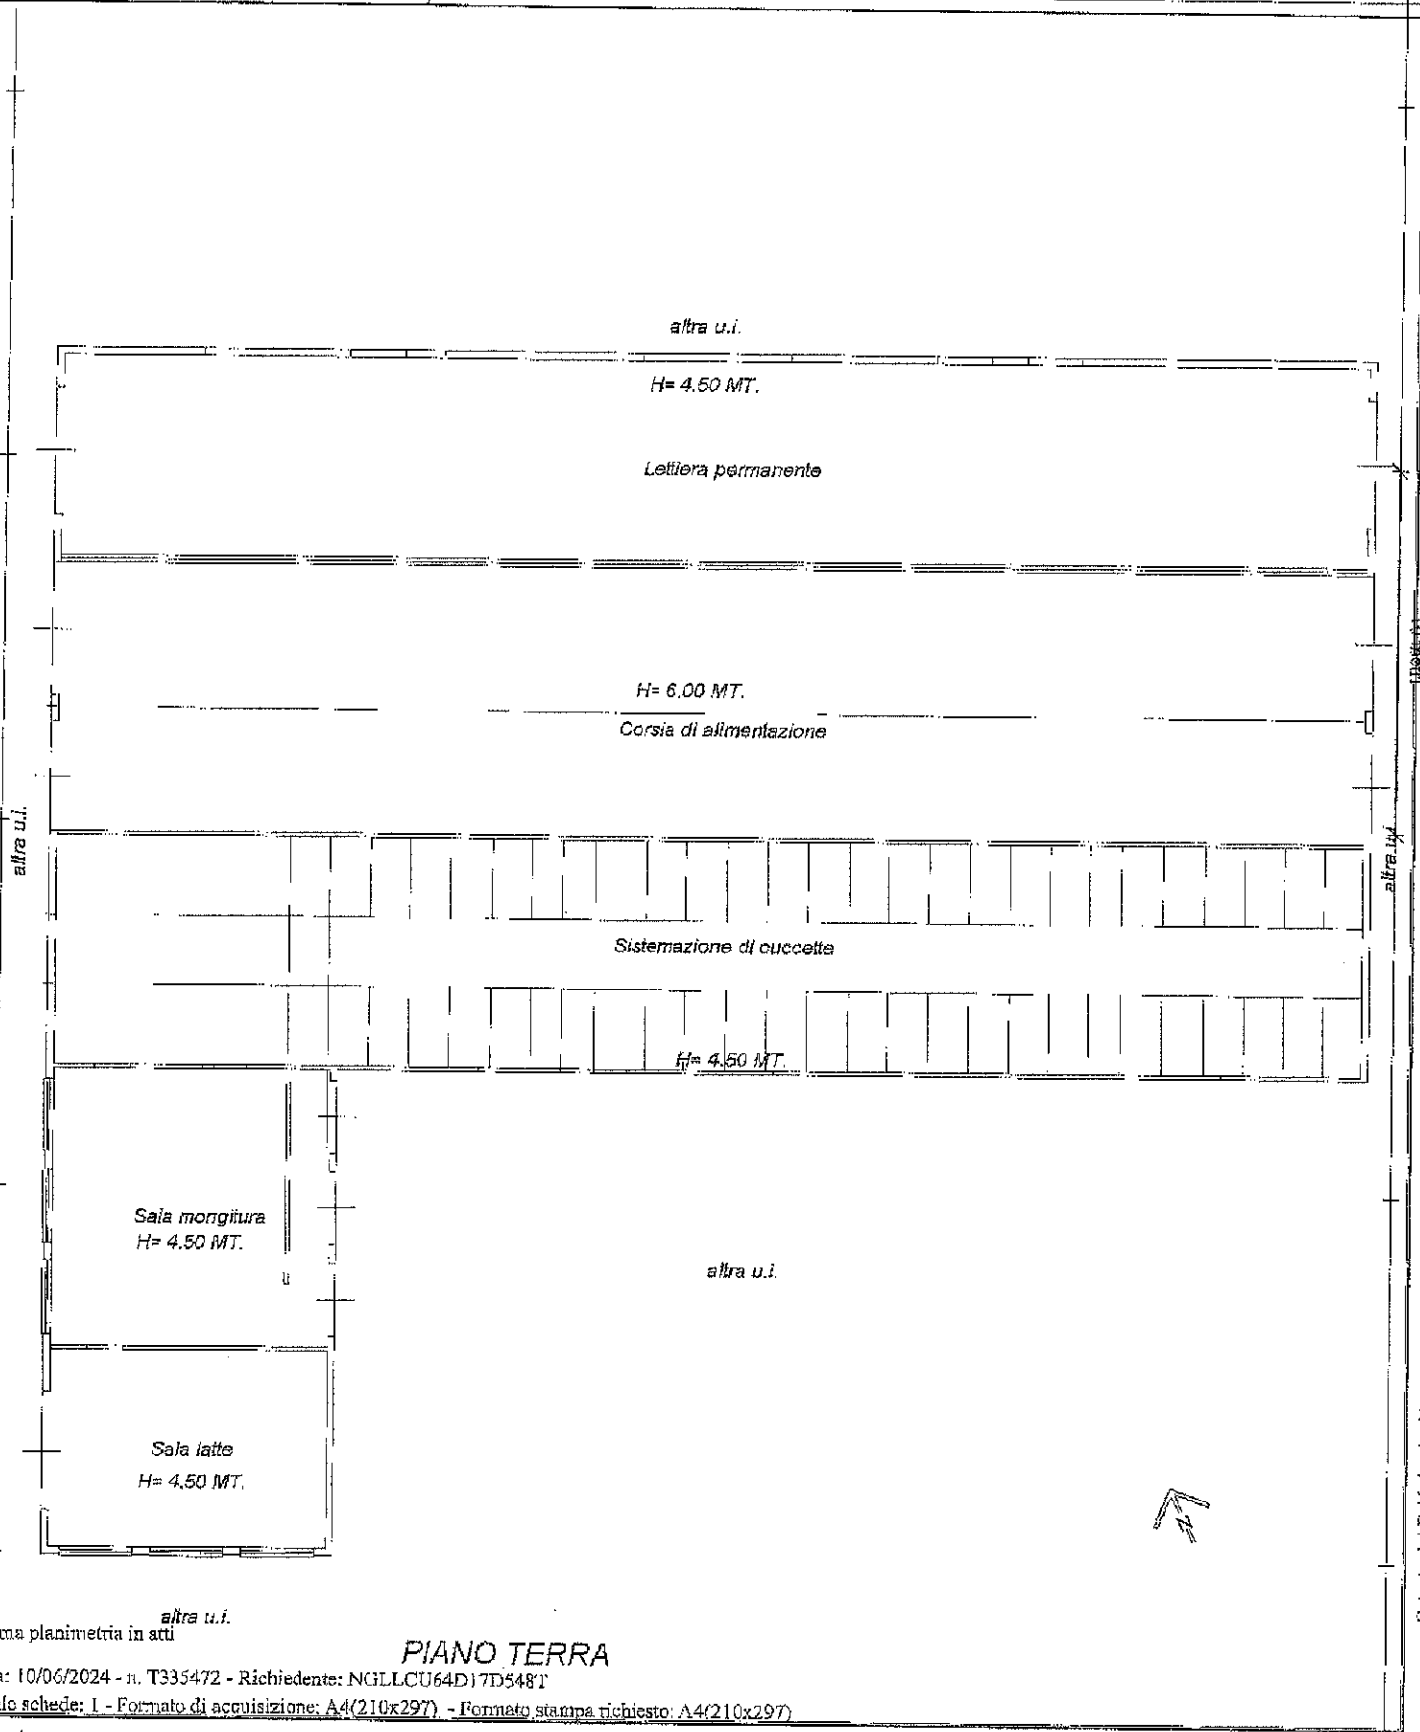 altra u.i.
H= 4.50 MT.
Lettiera permanente
H= 6.00 MT.
Corsia di alimentazione
altra u.i.
altra u.i.
Sistemazione di cuccette
H= 4.50 MT.
Sala mongitura
H= 4.50 MT.
altra u.i.
Sala latte
H= 4.50 MT.
N
altra u.i.
ma planimetria in atti
PIANO TERRA
a: 10/06/2024 - n. T335472 - Richiedente: NGLLCU64D17D548T
le schede: 1 - Formato di acquisizione: A4(210x297) - Formato stampa richiesto: A4(210x297)